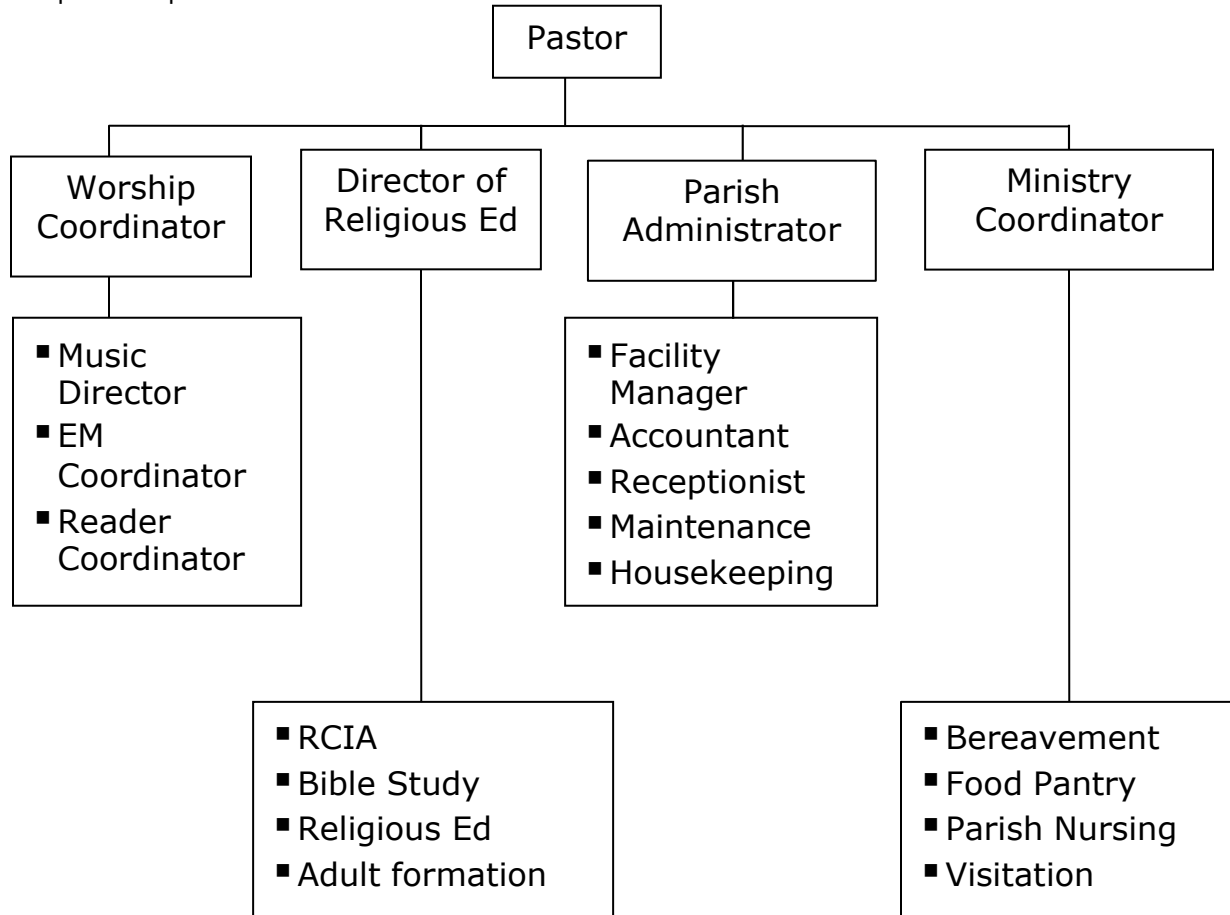 Pastor
Worship
Coordinator
Director of
Religious Ed
Parish
Administrator
Ministry
Coordinator
▪ Music
Director
▪ EM
Coordinator
▪ Reader
Coordinator
▪ Facility
Manager
▪ Accountant
▪ Receptionist
▪ Maintenance
▪ Housekeeping
▪ RCIA
▪ Bible Study
▪ Religious Ed
▪ Adult formation
▪ Bereavement
▪ Food Pantry
▪ Parish Nursing
▪ Visitation